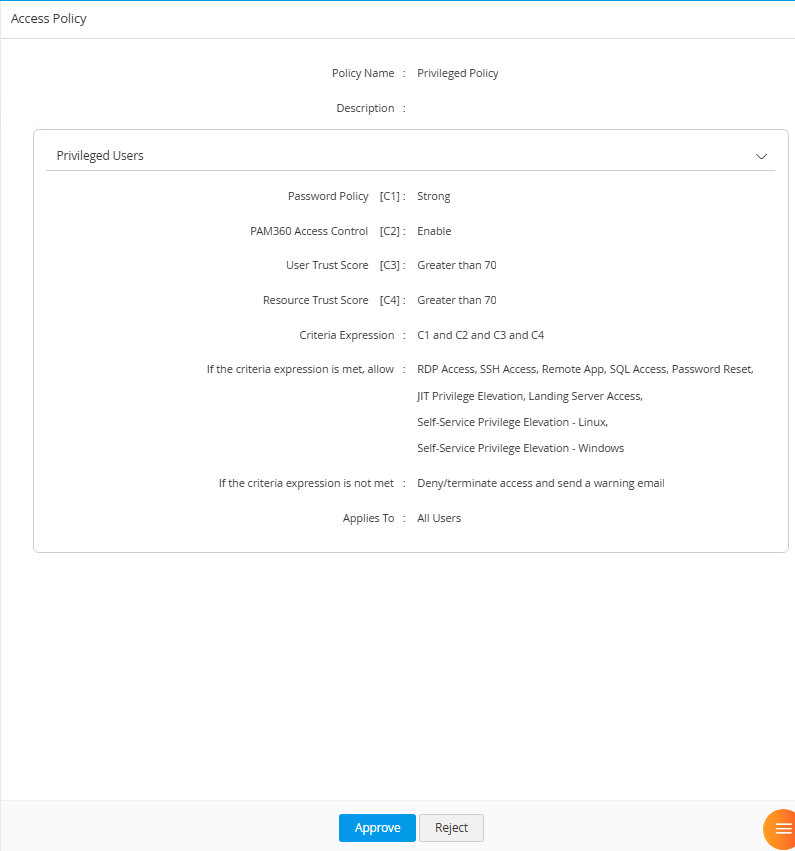 Access Policy
Policy Name : Privileged Policy
Description :
Privileged Users
Password Policy [C1] : Strong
PAM360 Access Control [C2] : Enable
User Trust Score [C3] : Greater than 70
Resource Trust Score [C4] : Greater than 70
Criteria Expression : C1 and C2 and C3 and C4
If the criteria expression is met, allow : RDP Access, SSH Access, Remote App, SQL Access, Password Reset,
JIT Privilege Elevation, Landing Server Access,
Self-Service Privilege Elevation - Linux,
Self-Service Privilege Elevation - Windows
If the criteria expression is not met : Deny/terminate access and send a warning email
Applies To : All Users
Approve Reject